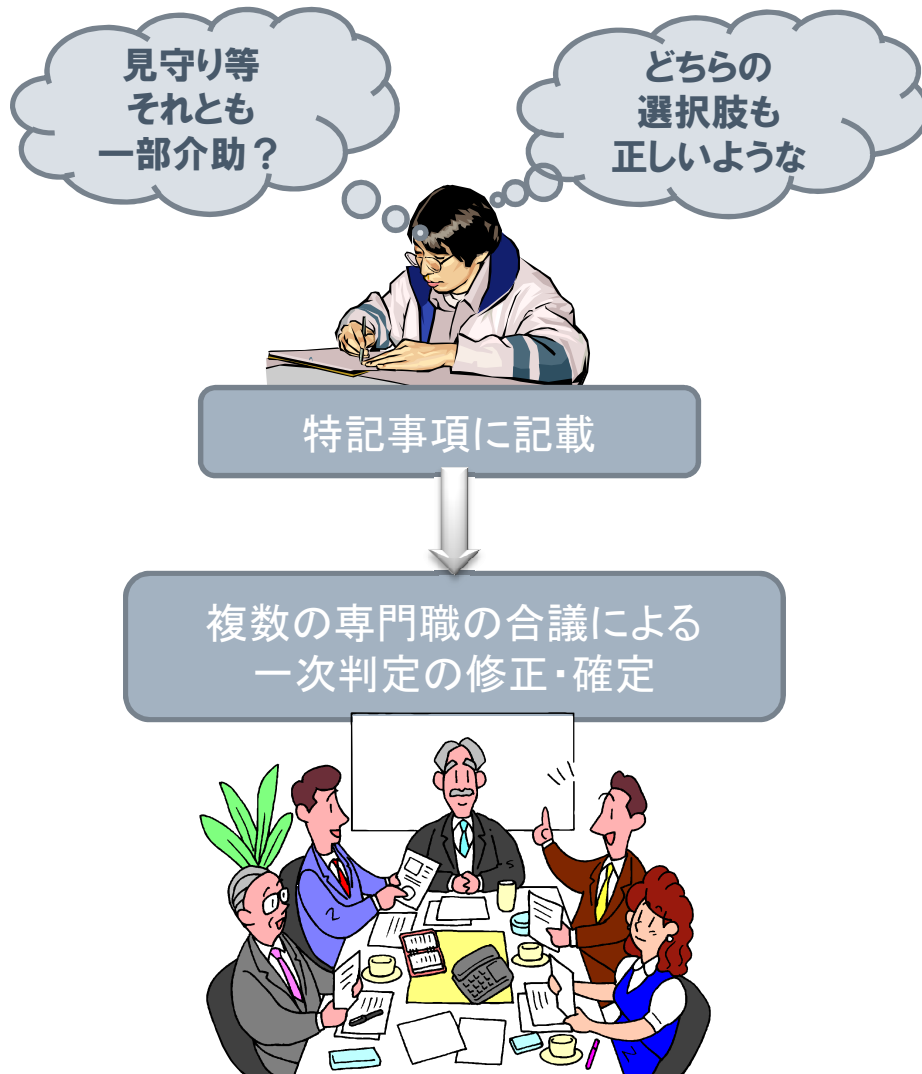 見守り等
それとも
一部介助？
どちらの
選択肢も
正しいような
特記事項に記載
複数の専門職の合議による
一次判定の修正・確定